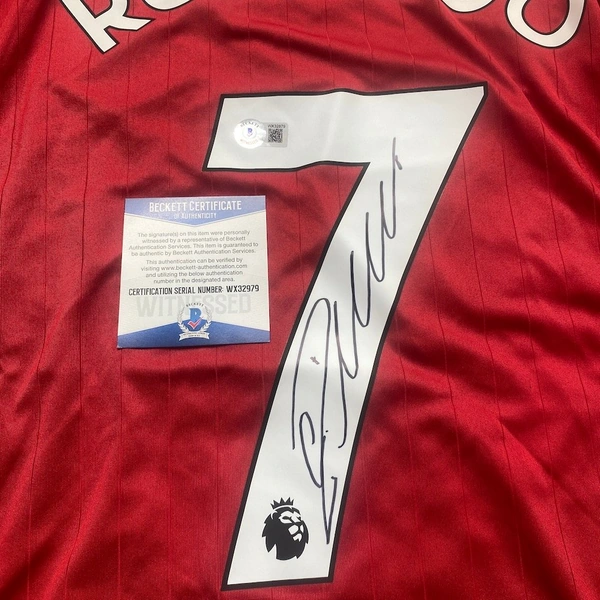 7
WX32979
BECKETT CERTIFICATE
of AUTHENTICITY
The signature(s) on this item were personally
witnessed by a representative of Beckett
Authentication Services. This item is guaranteed to
be authentic by Beckett Authentication Services.
This authentication can be verified by
visiting www.beckett-authentication.com
and utilizing the below authentication
number in the designated area.
CERTIFICATION SERIAL NUMBER: WX32979
WITNESSED
BECKETT
B